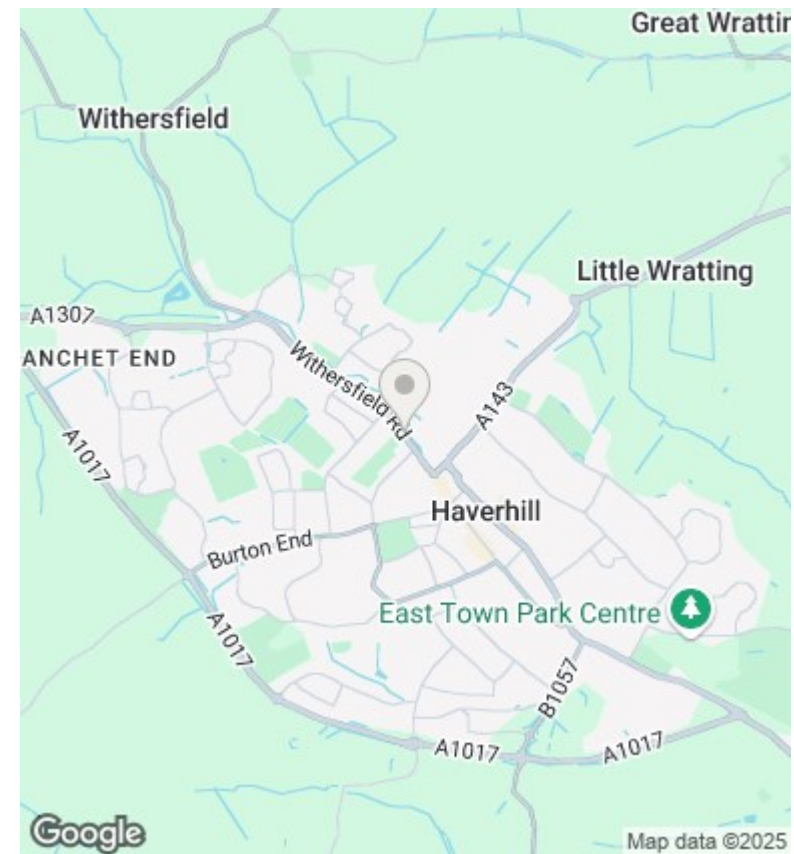 Great Wrattin
Withersfield
Little Wratting
A1307
ANCHET END
Withersfield Rd
A143
A1017
Haverhill
Burton End
East Town Park Centre
A1017
B1057
A1017
A1017
Google
Map data ©2025